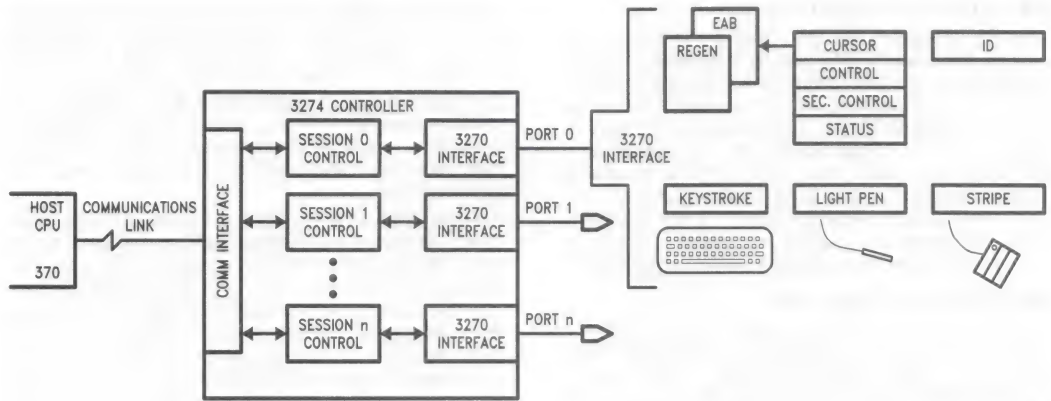 EAB
REGEN
CURSOR
CONTROL
SEC. CONTROL
STATUS
ID
3274 CONTROLLER
SESSION 0
CONTROL
3270
INTERFACE
PORT 0
3270
INTERFACE
KEYSTROKE
LIGHT PEN
STRIPE
HOST
CPU
370
COMMUNICATIONS
LINK
COMM INTERFACE
SESSION 1
CONTROL
3270
INTERFACE
PORT 1
SESSION n
CONTROL
3270
INTERFACE
PORT n